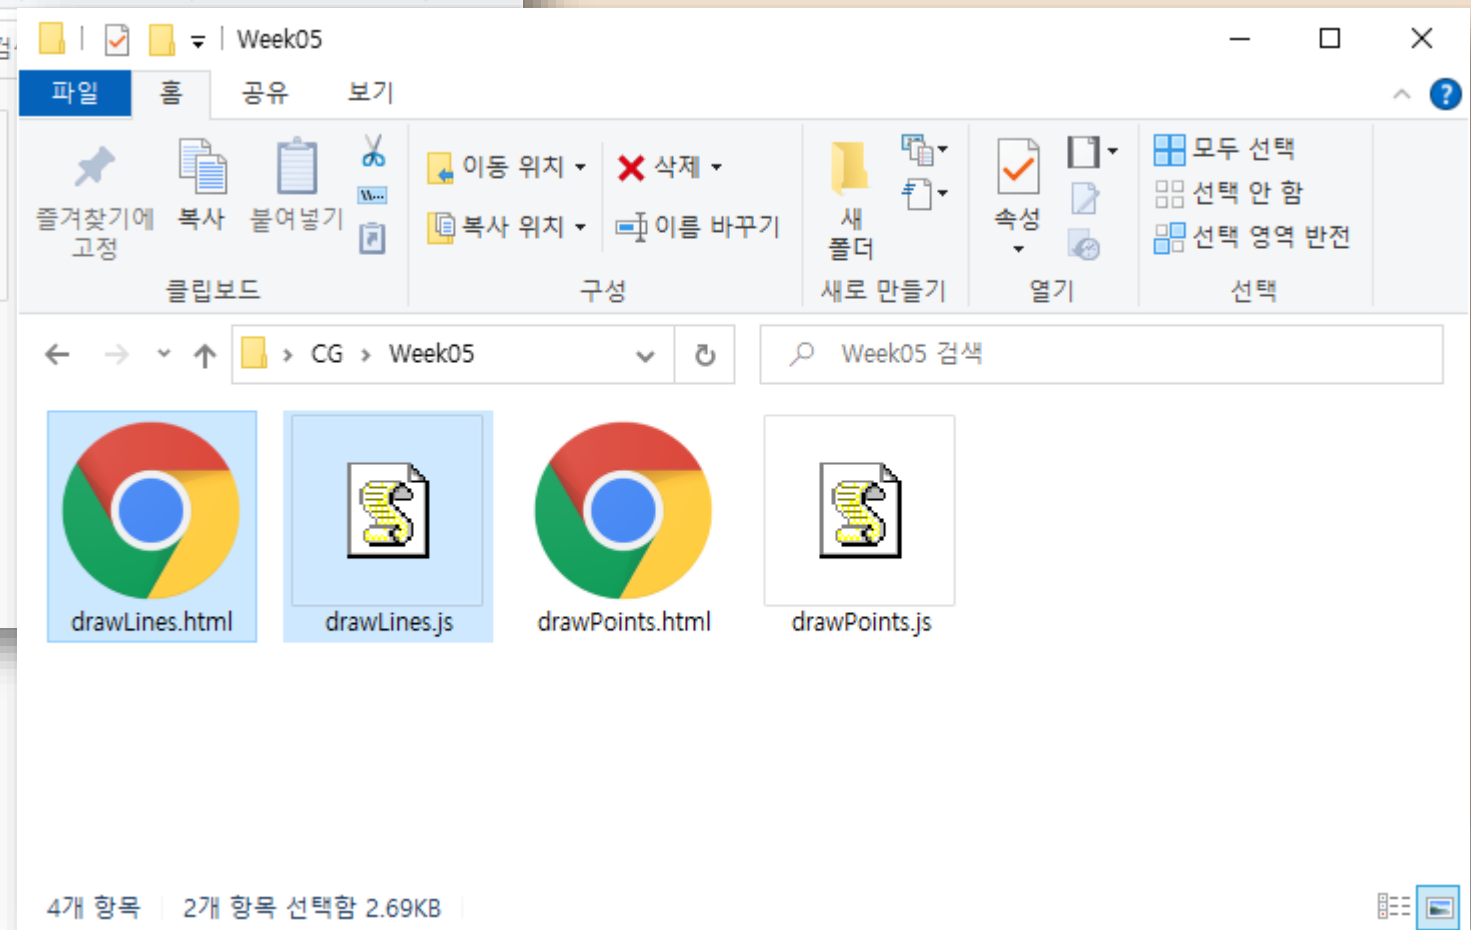 Week05
파일 홈 공유 보기
즐겨찾기에 고정
복사
붙여넣기
클립보드
이동 위치
복사 위치
삭제
이름 바꾸기
구성
새 폴더
새로 만들기
속성
열기
모두 선택
선택 안 함
선택 영역 반전
선택
CG > Week05
Week05 검색
drawLines.html
drawLines.js
drawPoints.html
drawPoints.js
4개 항목
2개 항목 선택함 2.69KB